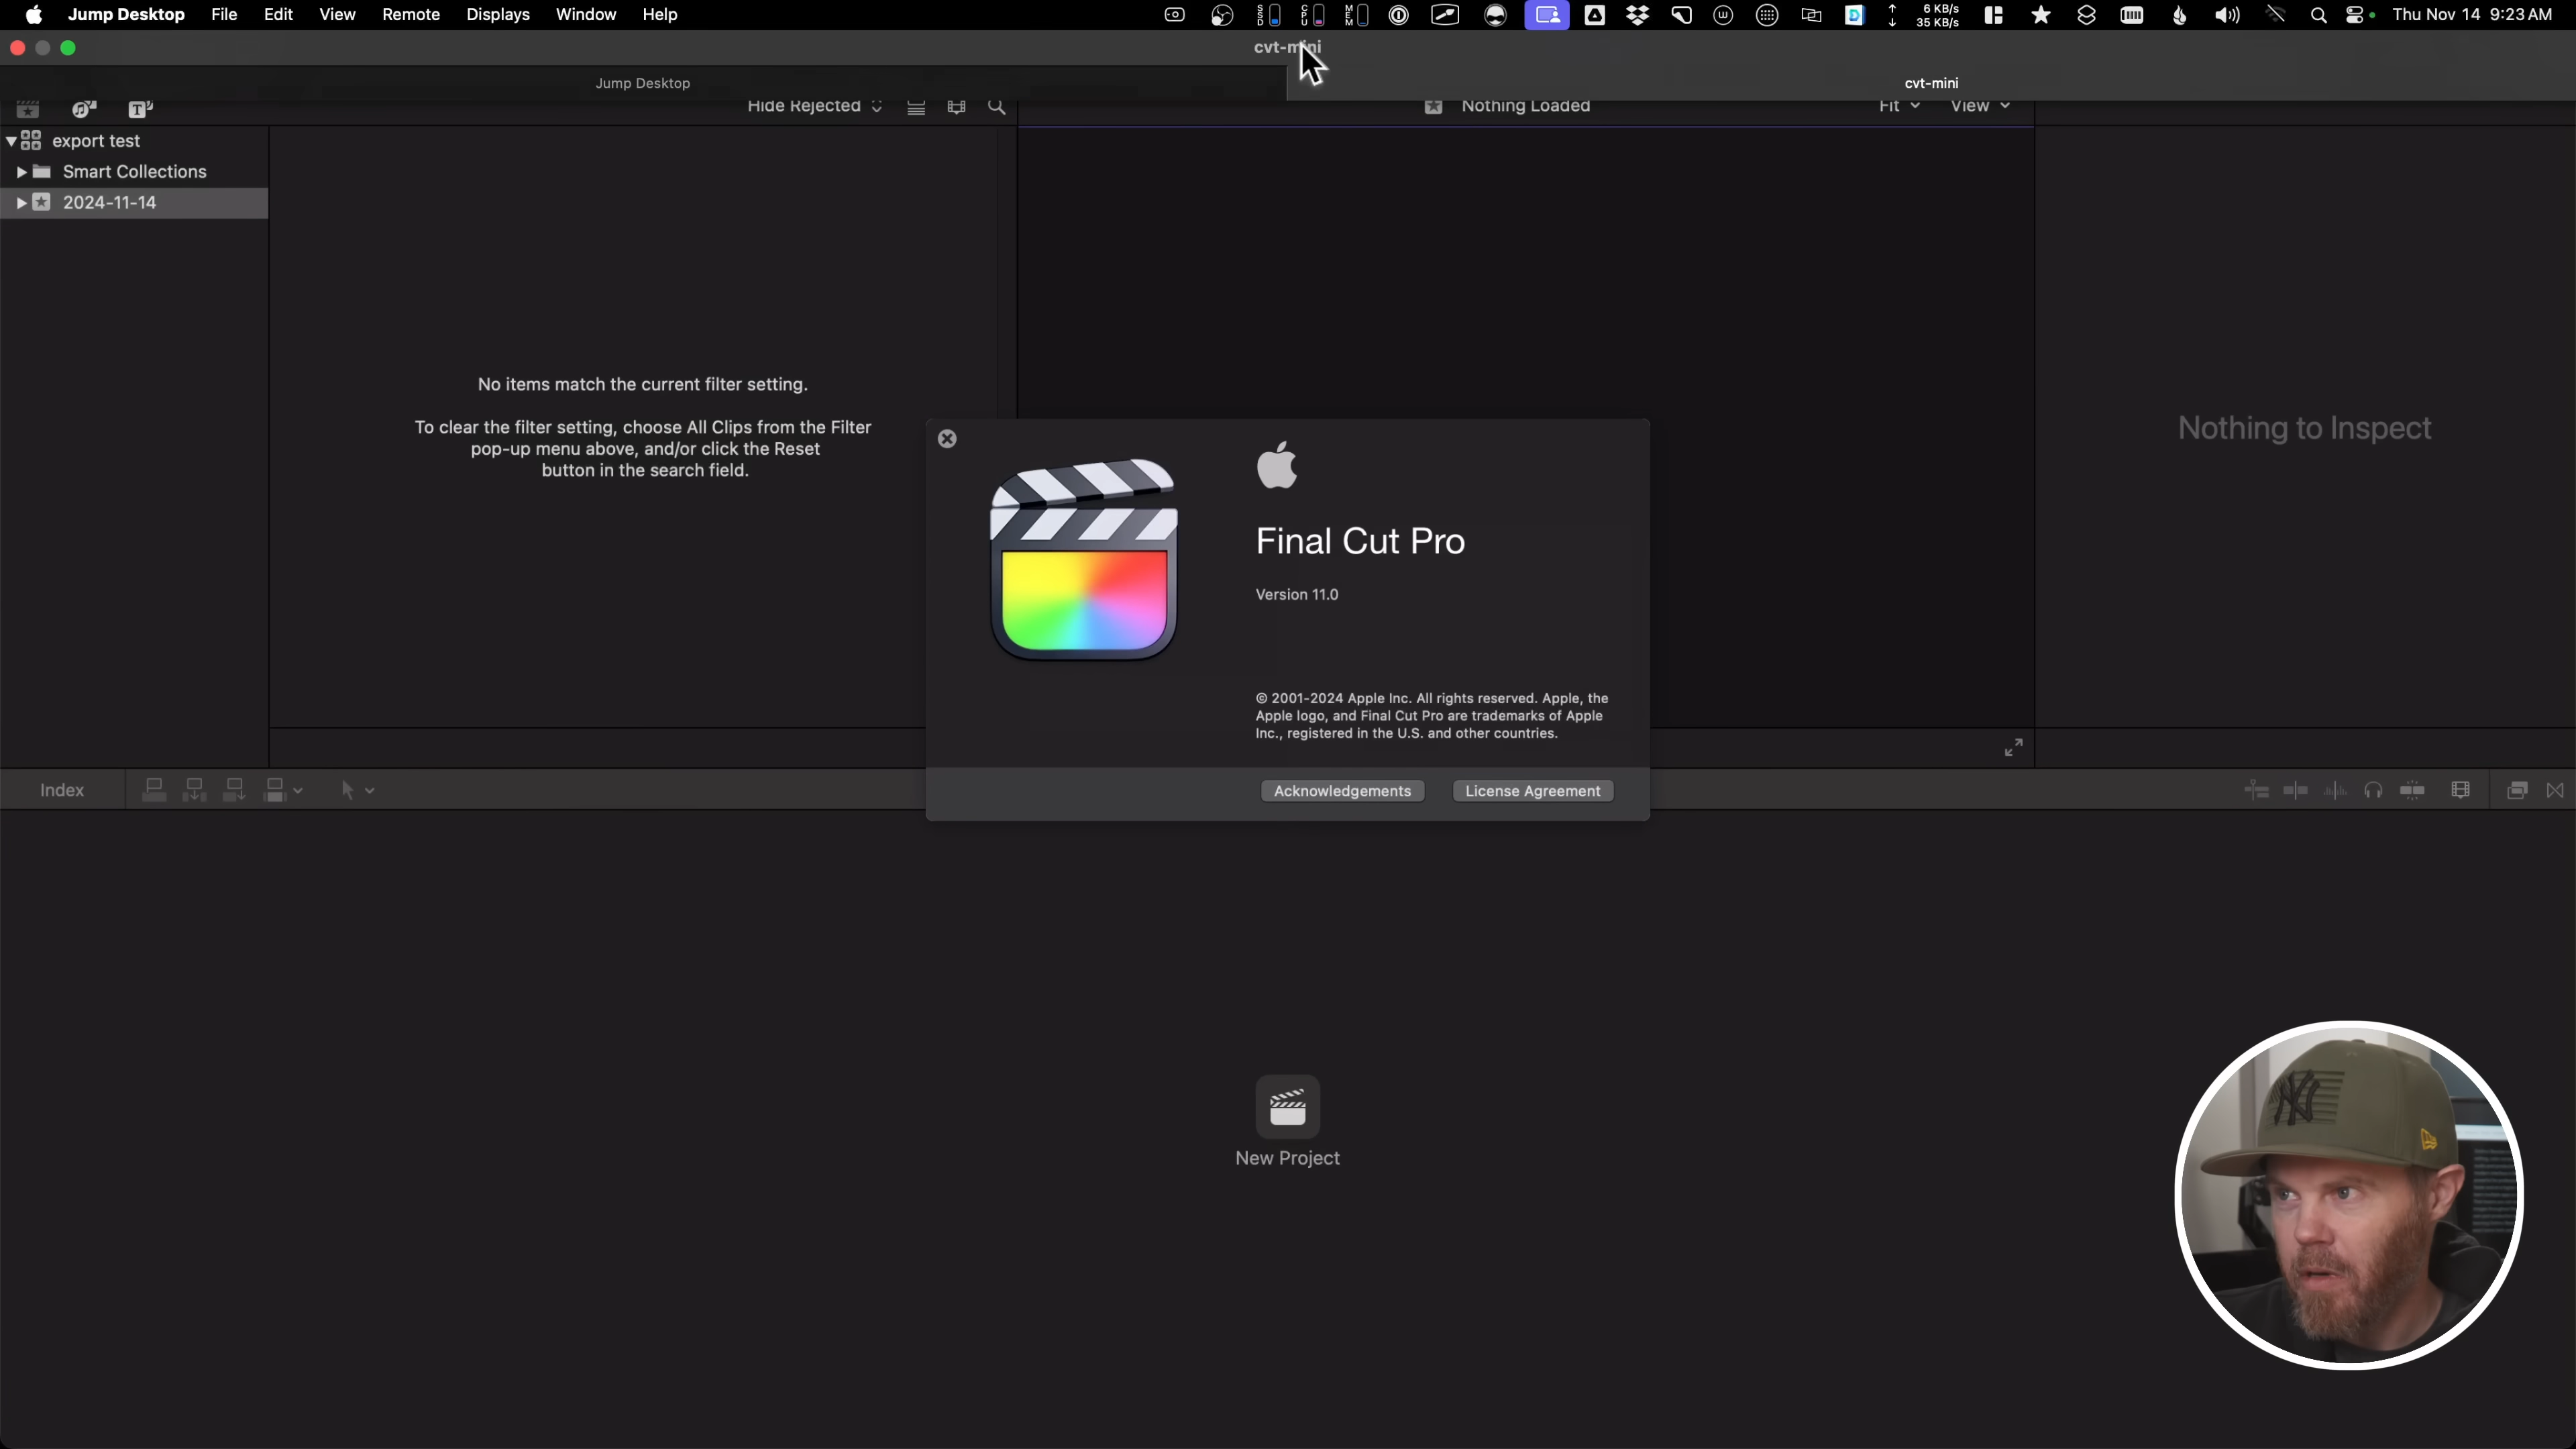 Jump Desktop File Edit View Remote Displays Window Help
SSD CPU MEM
6 KB/s
35 KB/s
Thu Nov 14 9:23 AM
cvt-mini
Jump Desktop
cvt-mini
Hide Rejected
Nothing Loaded
Fit
View
export test
Smart Collections
2024-11-14
No items match the current filter setting.
To clear the filter setting, choose All Clips from the Filter
pop-up menu above, and/or click the Reset
button in the search field.
Nothing to Inspect
Final Cut Pro
Version 11.0
© 2001-2024 Apple Inc. All rights reserved. Apple, the
Apple logo, and Final Cut Pro are trademarks of Apple
Inc., registered in the U.S. and other countries.
Acknowledgements
License Agreement
Index
New Project
NY